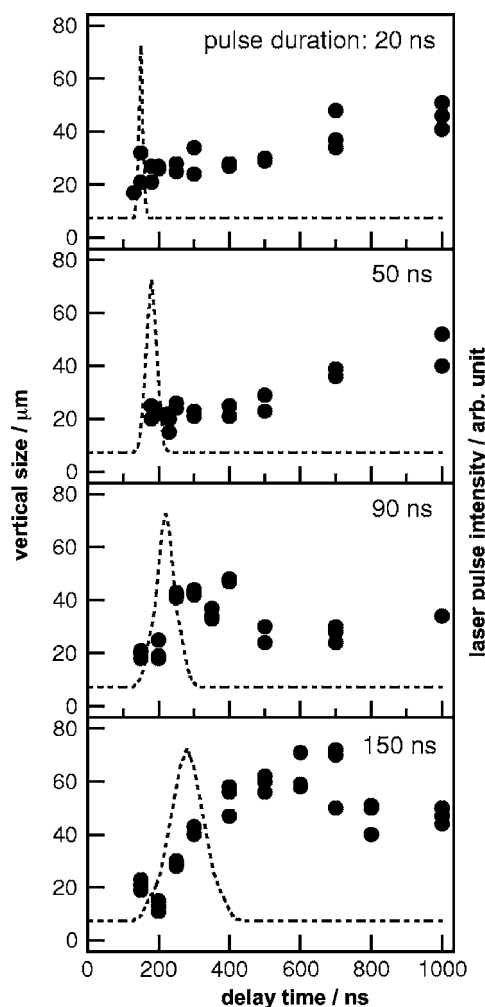 80
60
40
20
0
pulse duration: 20 ns
80
60
40
20
0
50 ns
80
60
40
20
0
90 ns
80
60
40
20
0
150 ns
0 200 400 600 800 1000
delay time / ns
vertical size / μm
laser pulse intensity / arb. unit